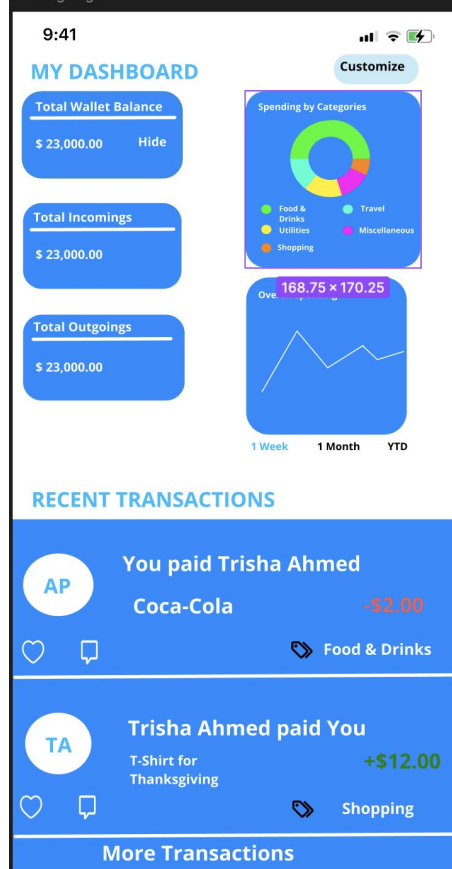 9:41
MY DASHBOARD
Customize
Total Wallet Balance
$ 23,000.00
Hide
Total Incomings
$ 23,000.00
Total Outgoings
$ 23,000.00
Spending by Categories
Food &
Drinks
Travel
Utilities
Miscellaneous
Shopping
168.75 × 170.25
1 Week
1 Month
YTD
RECENT TRANSACTIONS
AP
You paid Trisha Ahmed
Coca-Cola
-$2.00
Food & Drinks
TA
Trisha Ahmed paid You
T-Shirt for
Thanksgiving
+$12.00
Shopping
More Transactions